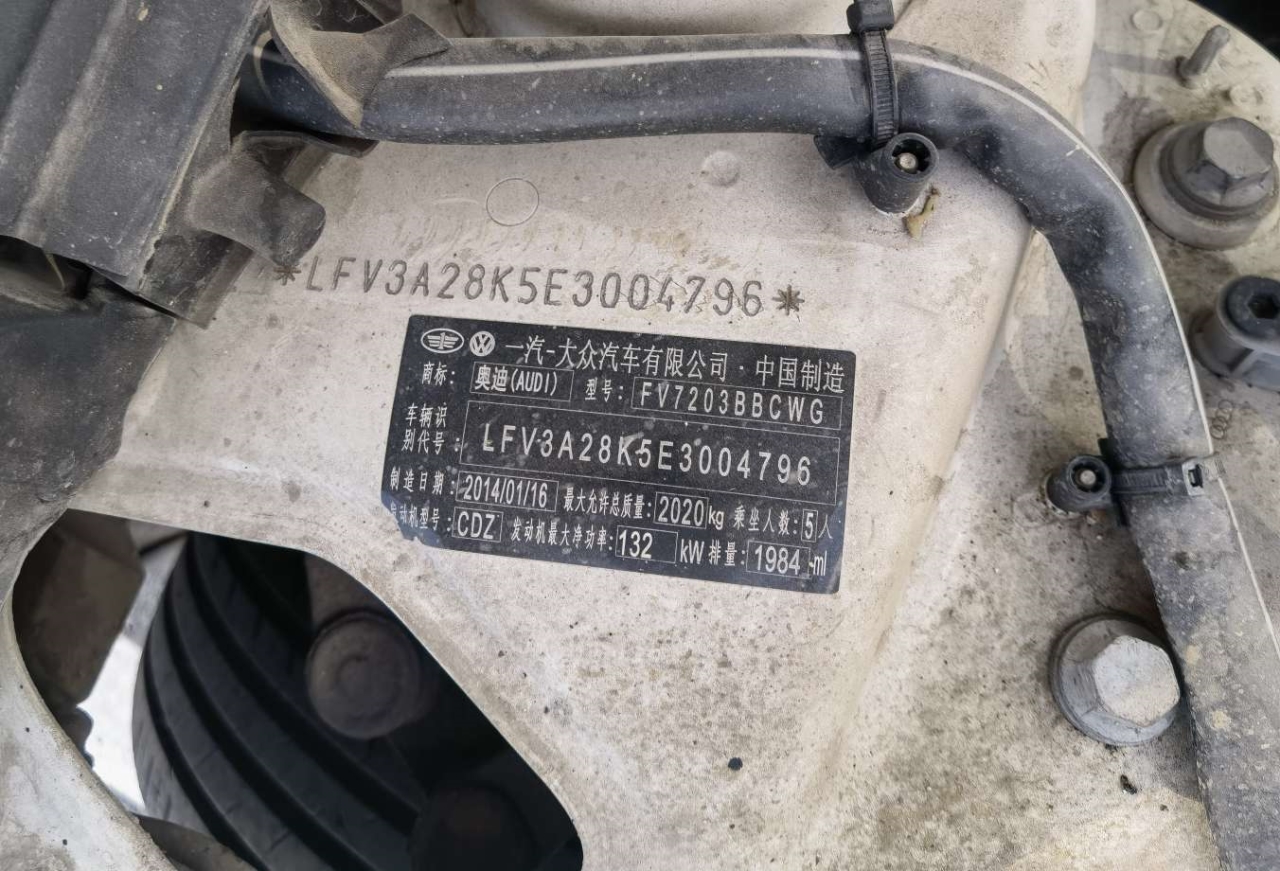 *LFV3A28K5E3004796*
一汽-大众汽车有限公司·中国制造
商标: 奥迪(AUDI) 型号: FV7203BBCWG
车辆识
别代号: LFV3A28K5E3004796
制造日期: 2014/01/16 最大允许总质量: 2020kg 乘坐人数: 5人
发动机型号: CDZ 发动机最大净功率: 132 kW 排量: 1984 ml